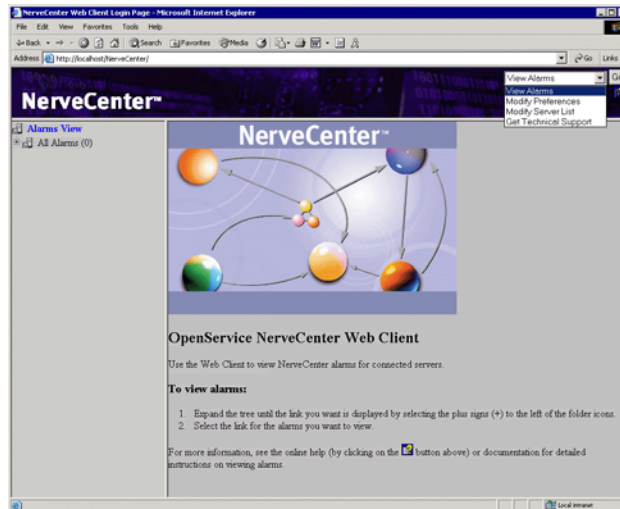 NerveCenter Web Client Login Page - Microsoft Internet Explorer
File Edit View Favorites Tools Help
Back Search Favorites Media
Address http://localhost/NerveCenter/ Go Links
NerveCenter™
View Alarms
View Alarms
Modify Preferences
Modify Server List
Get Technical Support
Alarms View
All Alarms (0)
NerveCenter™
OpenService NerveCenter Web Client
Use the Web Client to view NerveCenter alarms for connected servers.
To view alarms:
1. Expand the tree until the link you want is displayed by selecting the plus signs (+) to the left of the folder icons.
2. Select the link for the alarms you want to view.
For more information, see the online help (by clicking on the button above) or documentation for detailed
instructions on viewing alarms.
Local intranet